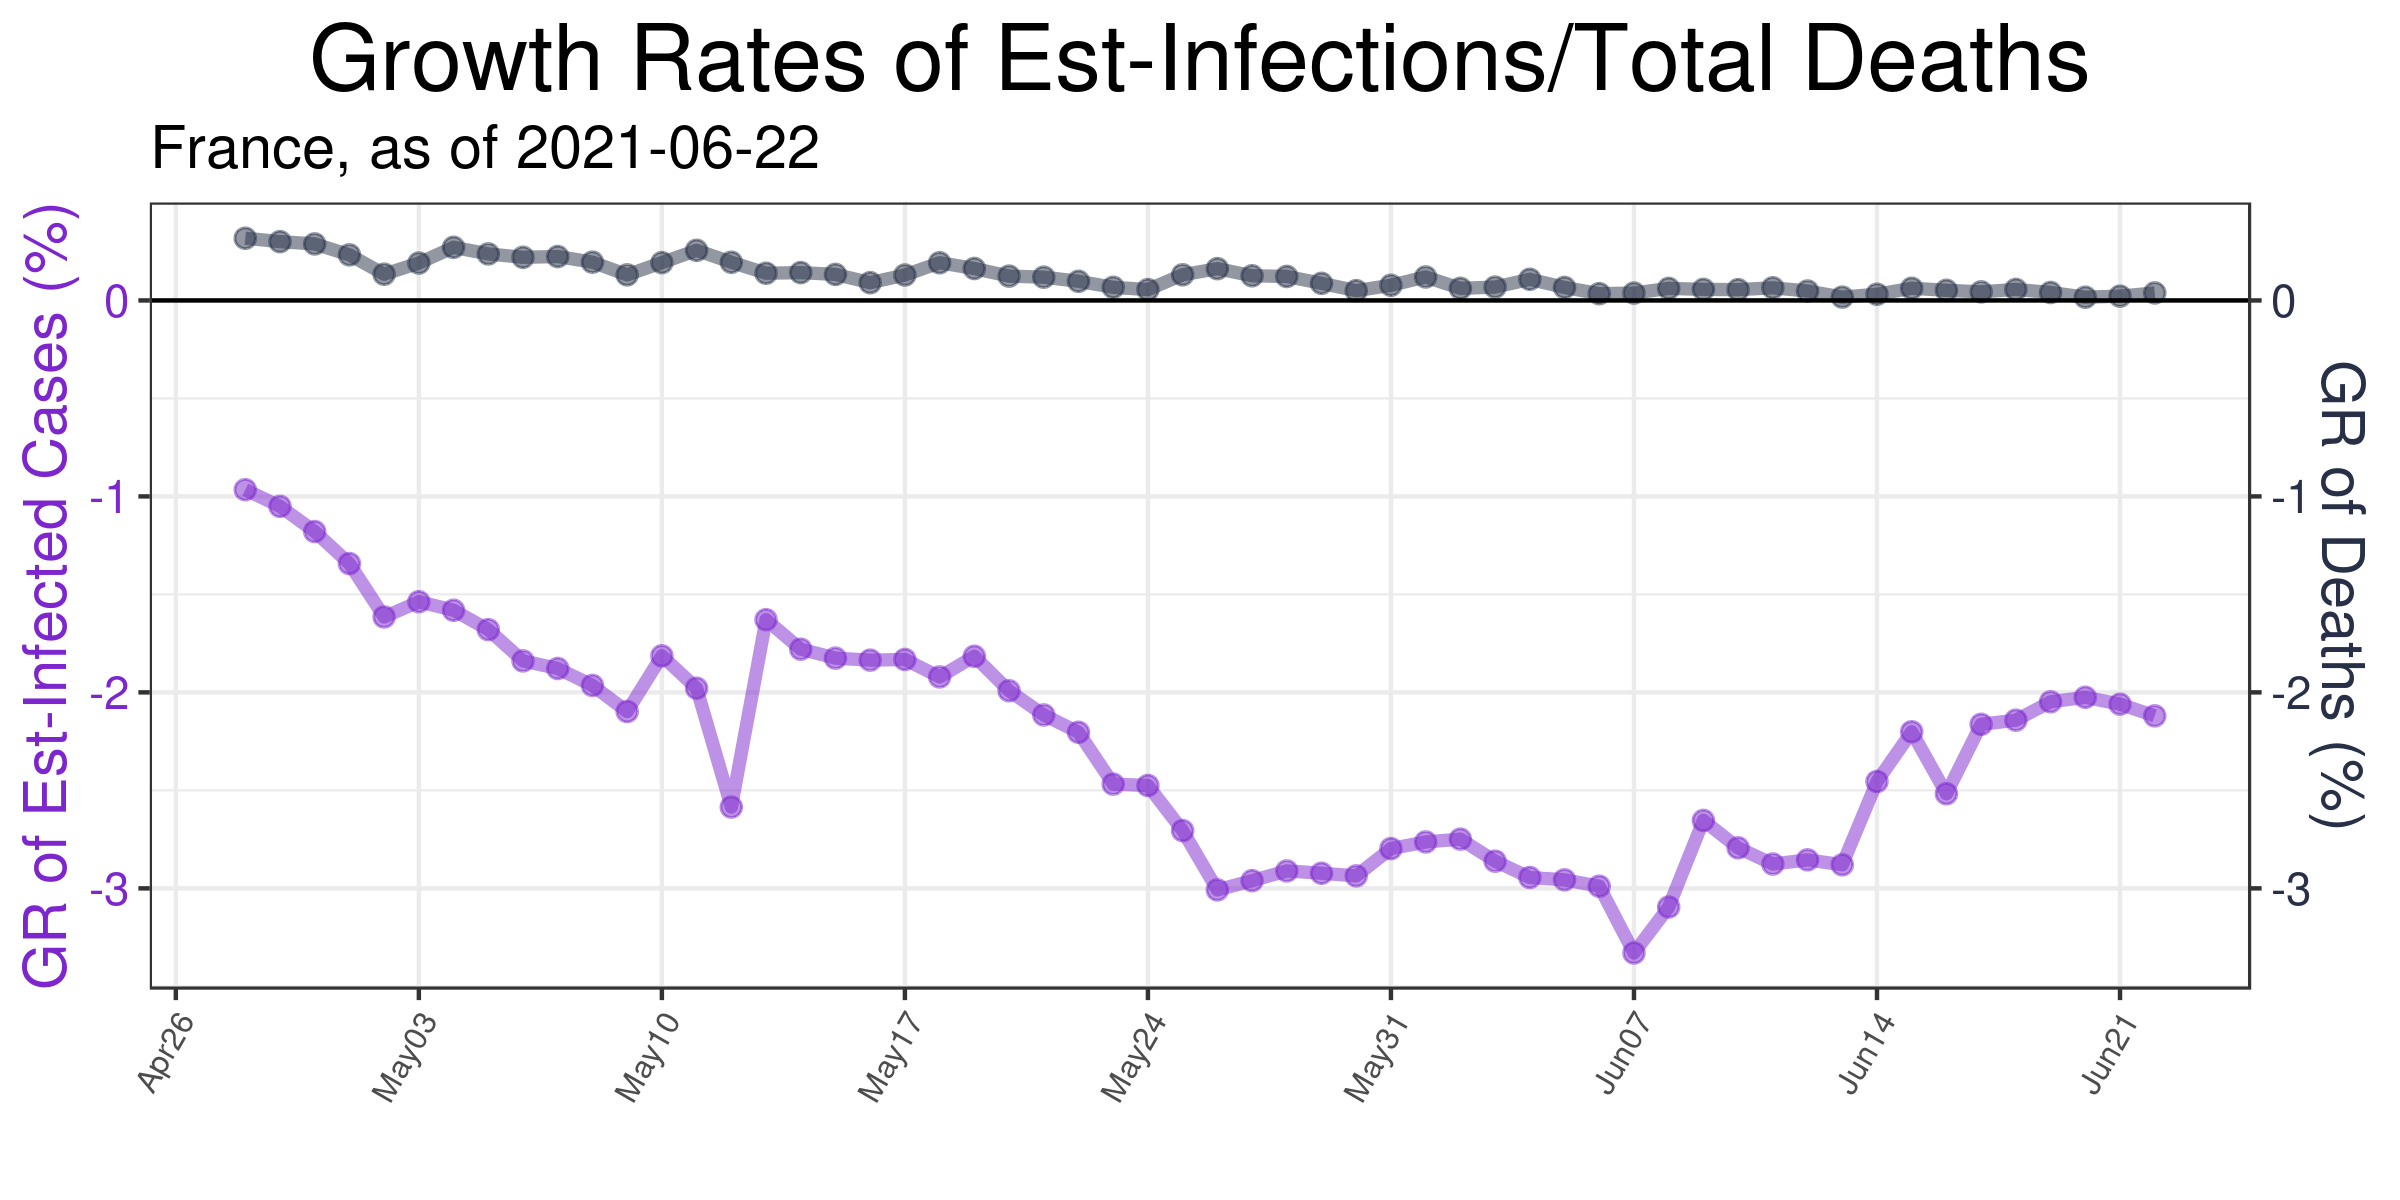 Growth Rates of Est-Infections/Total Deaths
France, as of 2021-06-22
GR of Est-Infected Cases (%)
0
-1
-2
-3
0
-1
-2
-3
GR of Deaths (%)
Apr26
May03
May10
May17
May24
May31
Jun07
Jun14
Jun21